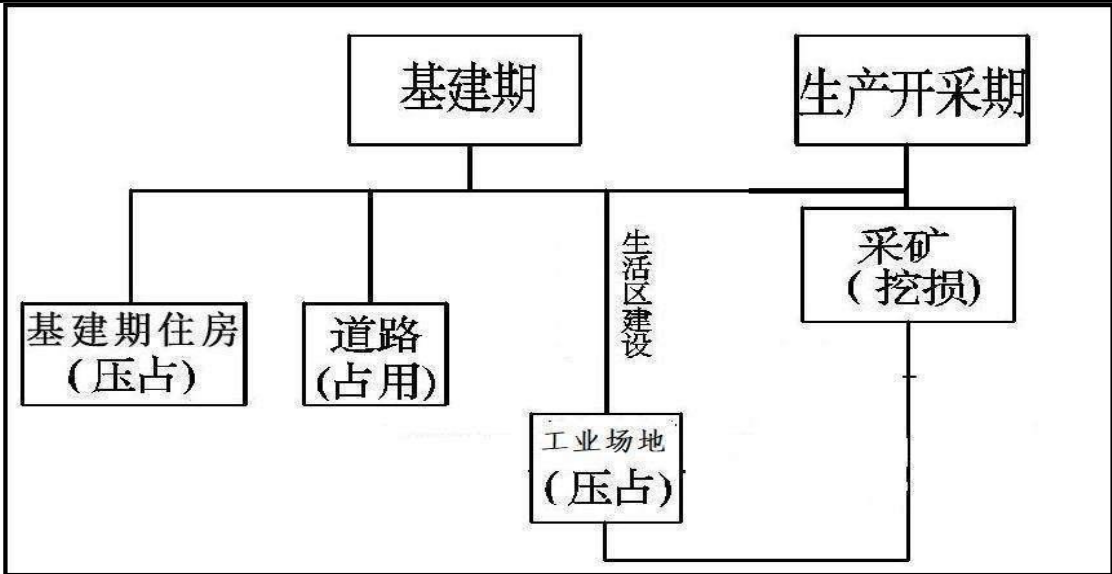 基建期
生产开采期
生活区建设
采矿
(挖损)
基建期住房
(压占)
道路
(占用)
工业场地
(压占)